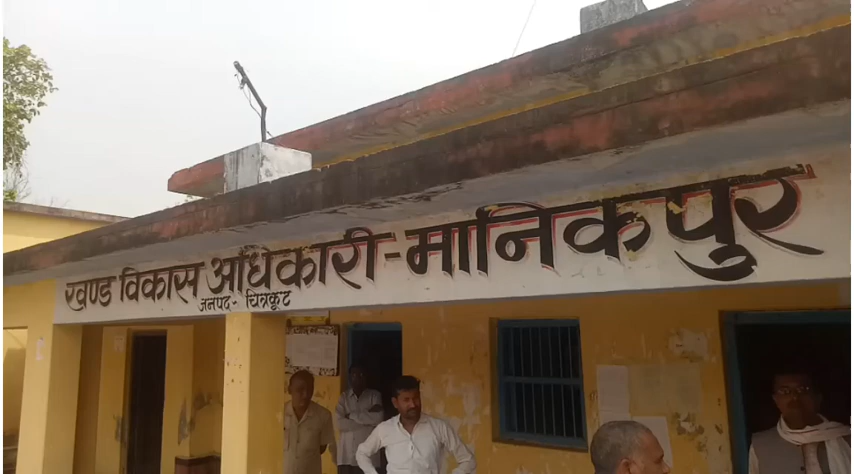 खण्ड विकास अधिकारी - मानिकपुर
जनपद - चित्रकूट